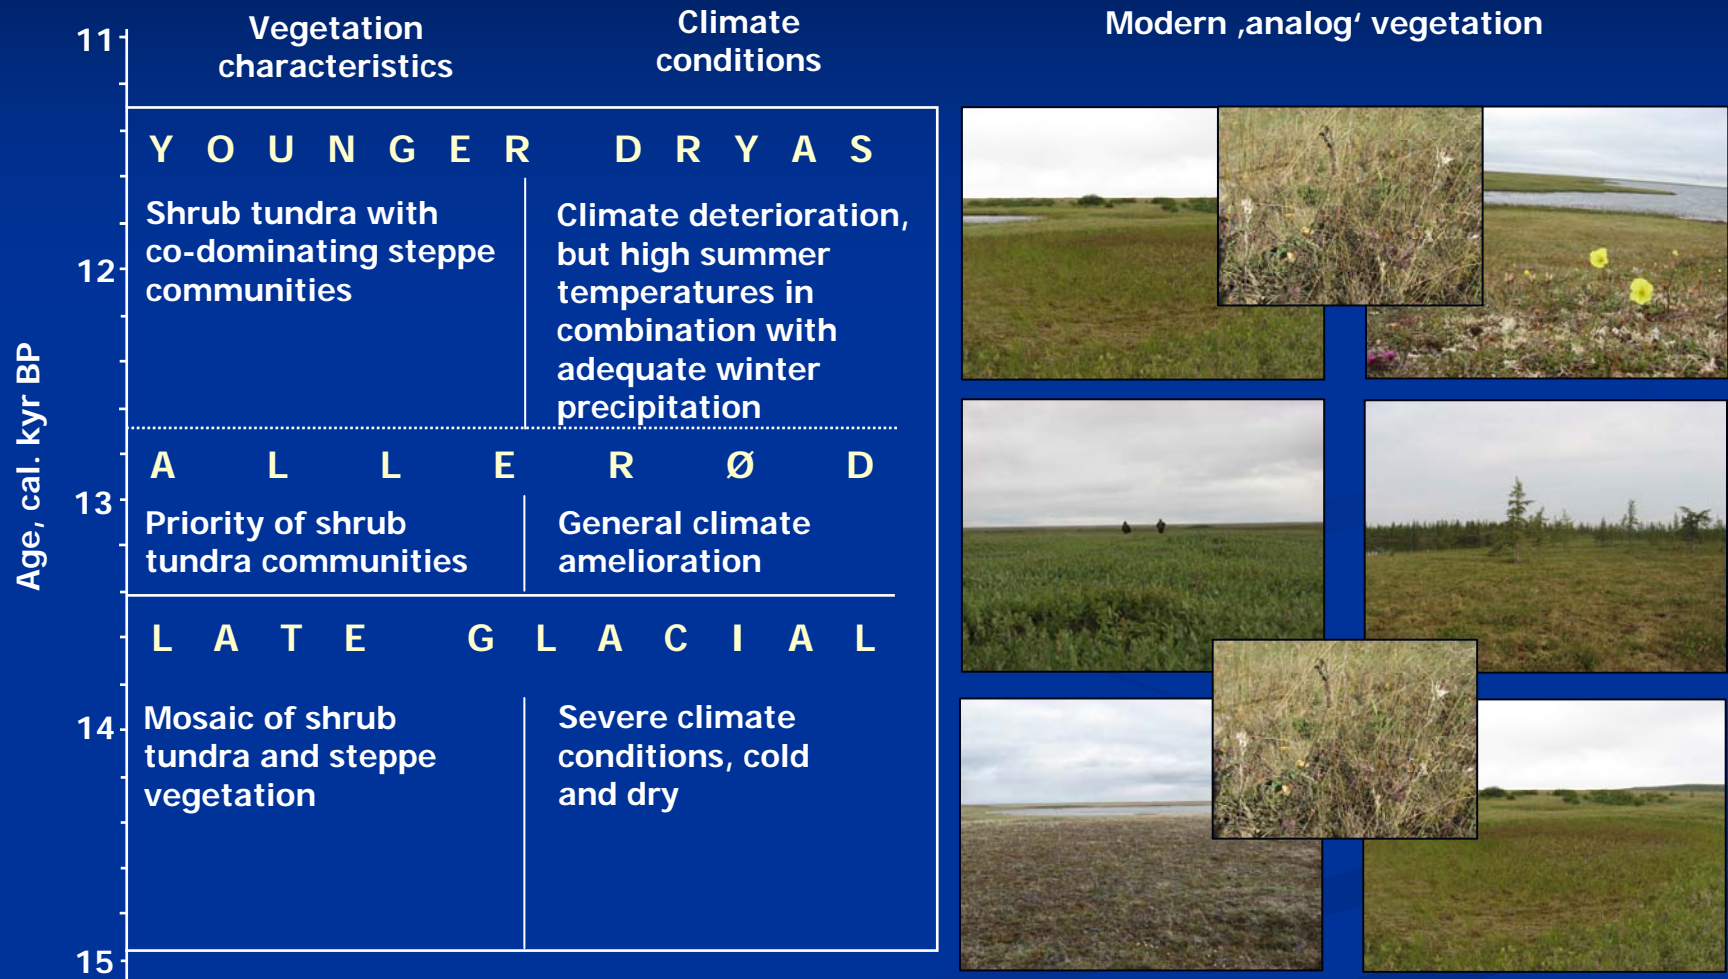 Vegetation
characteristics
Climate
conditions
Modern ‚analog‘ vegetation
Age, cal. kyr BP
11
12
13
14
15
YOUNGER DRYAS
Shrub tundra with
co-dominating steppe
communities
Climate deterioration,
but high summer
temperatures in
combination with
adequate winter
precipitation
ALLERØD
Priority of shrub
tundra communities
General climate
amelioration
LATE GLACIAL
Mosaic of shrub
tundra and steppe
vegetation
Severe climate
conditions, cold
and dry